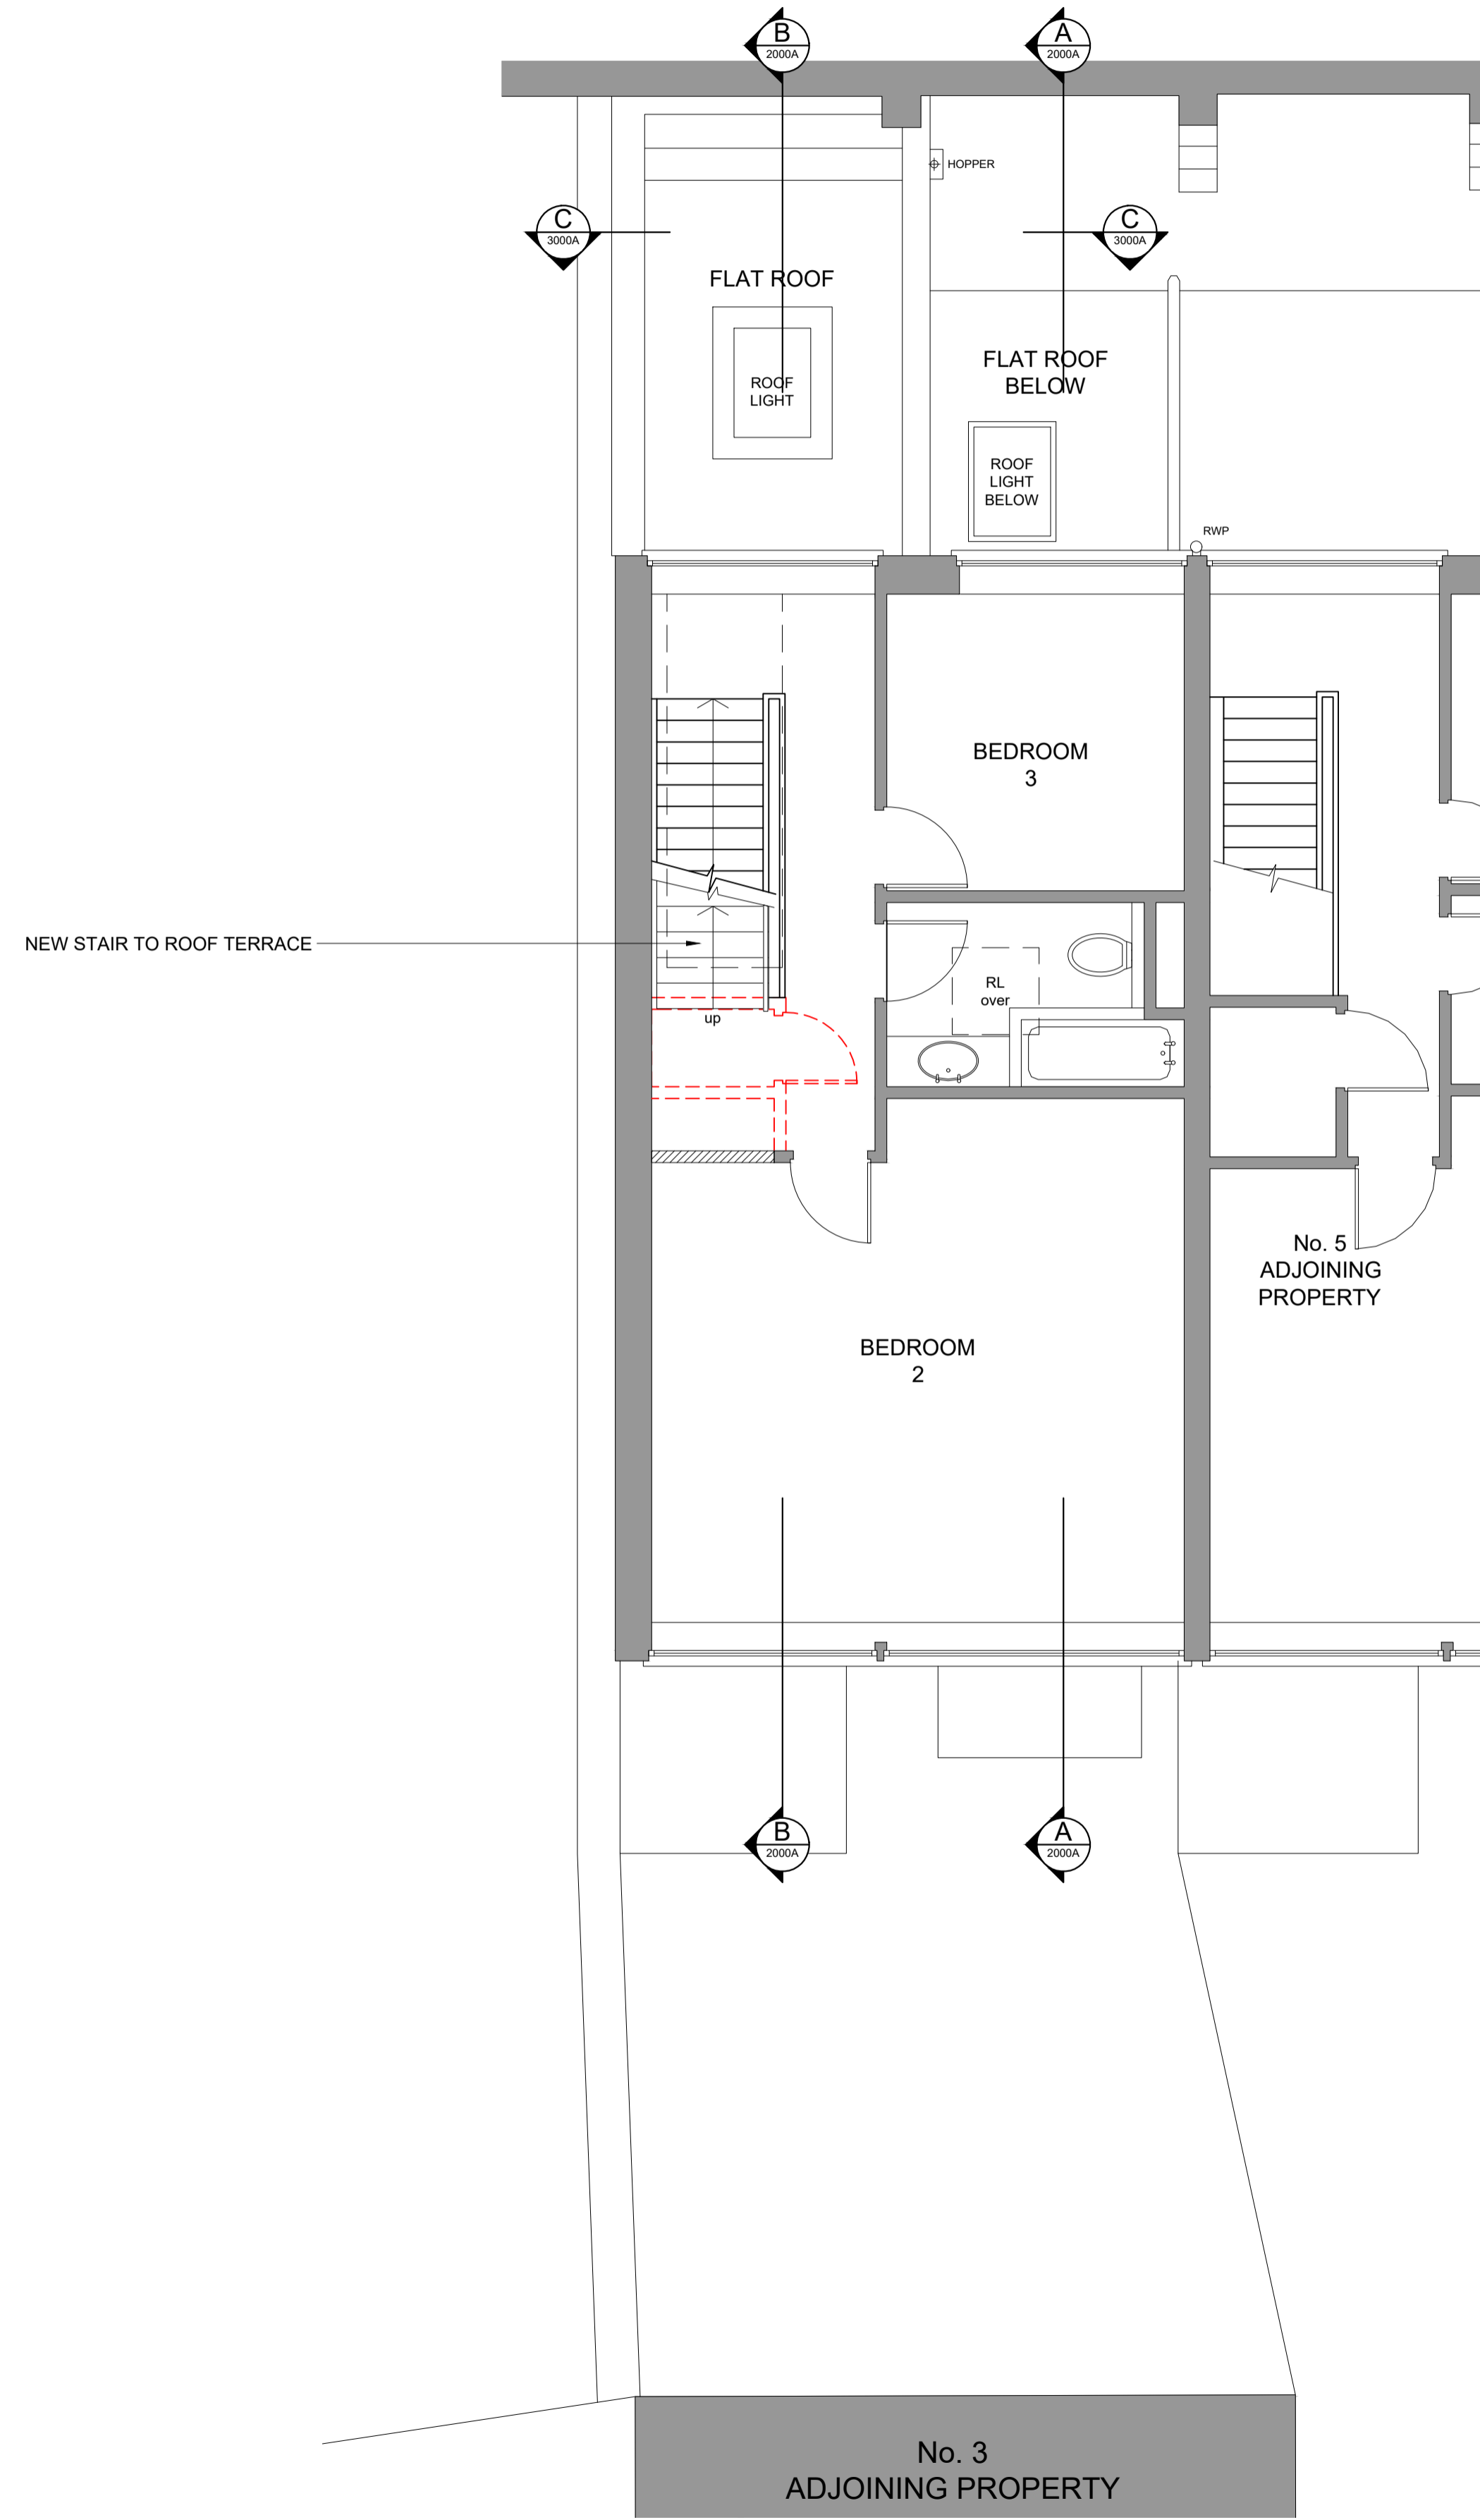 B
2000A
A
2000A
HOPPER
C
3000A
C
3000A
FLAT ROOF
FLAT ROOF
BELOW
ROOF
LIGHT
ROOF
LIGHT
BELOW
RWP
BEDROOM
3
NEW STAIR TO ROOF TERRACE
RL
over
up
No. 5
ADJOINING
PROPERTY
BEDROOM
2
B
2000A
A
2000A
No. 3
ADJOINING PROPERTY